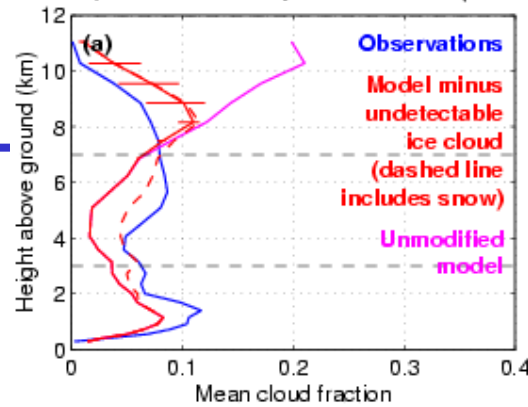 12
10
8
6
4
2
0
Height above ground (km)
(a)
Observations
Model minus
undetectable
ice cloud
(dashed line
includes snow)
Unmodified
model
0
0.1
0.2
0.3
0.4
Mean cloud fraction